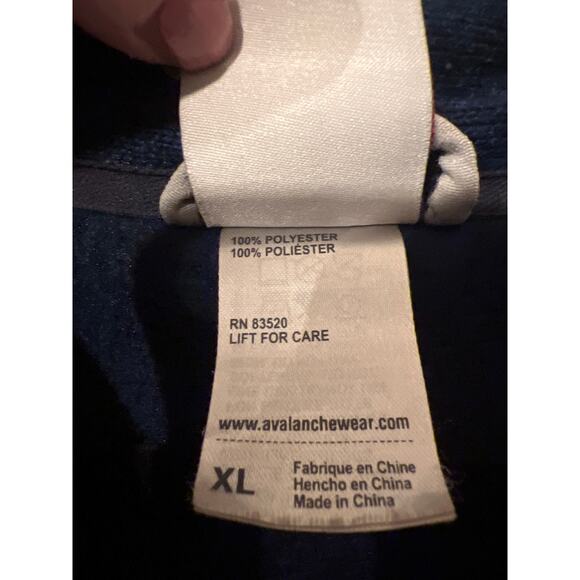 100% POLYESTER
100% POLIÉSTER
RN 83520
LIFT FOR CARE
www.avalanchewear.com
XL
Fabrique en Chine
Hencho en China
Made in China